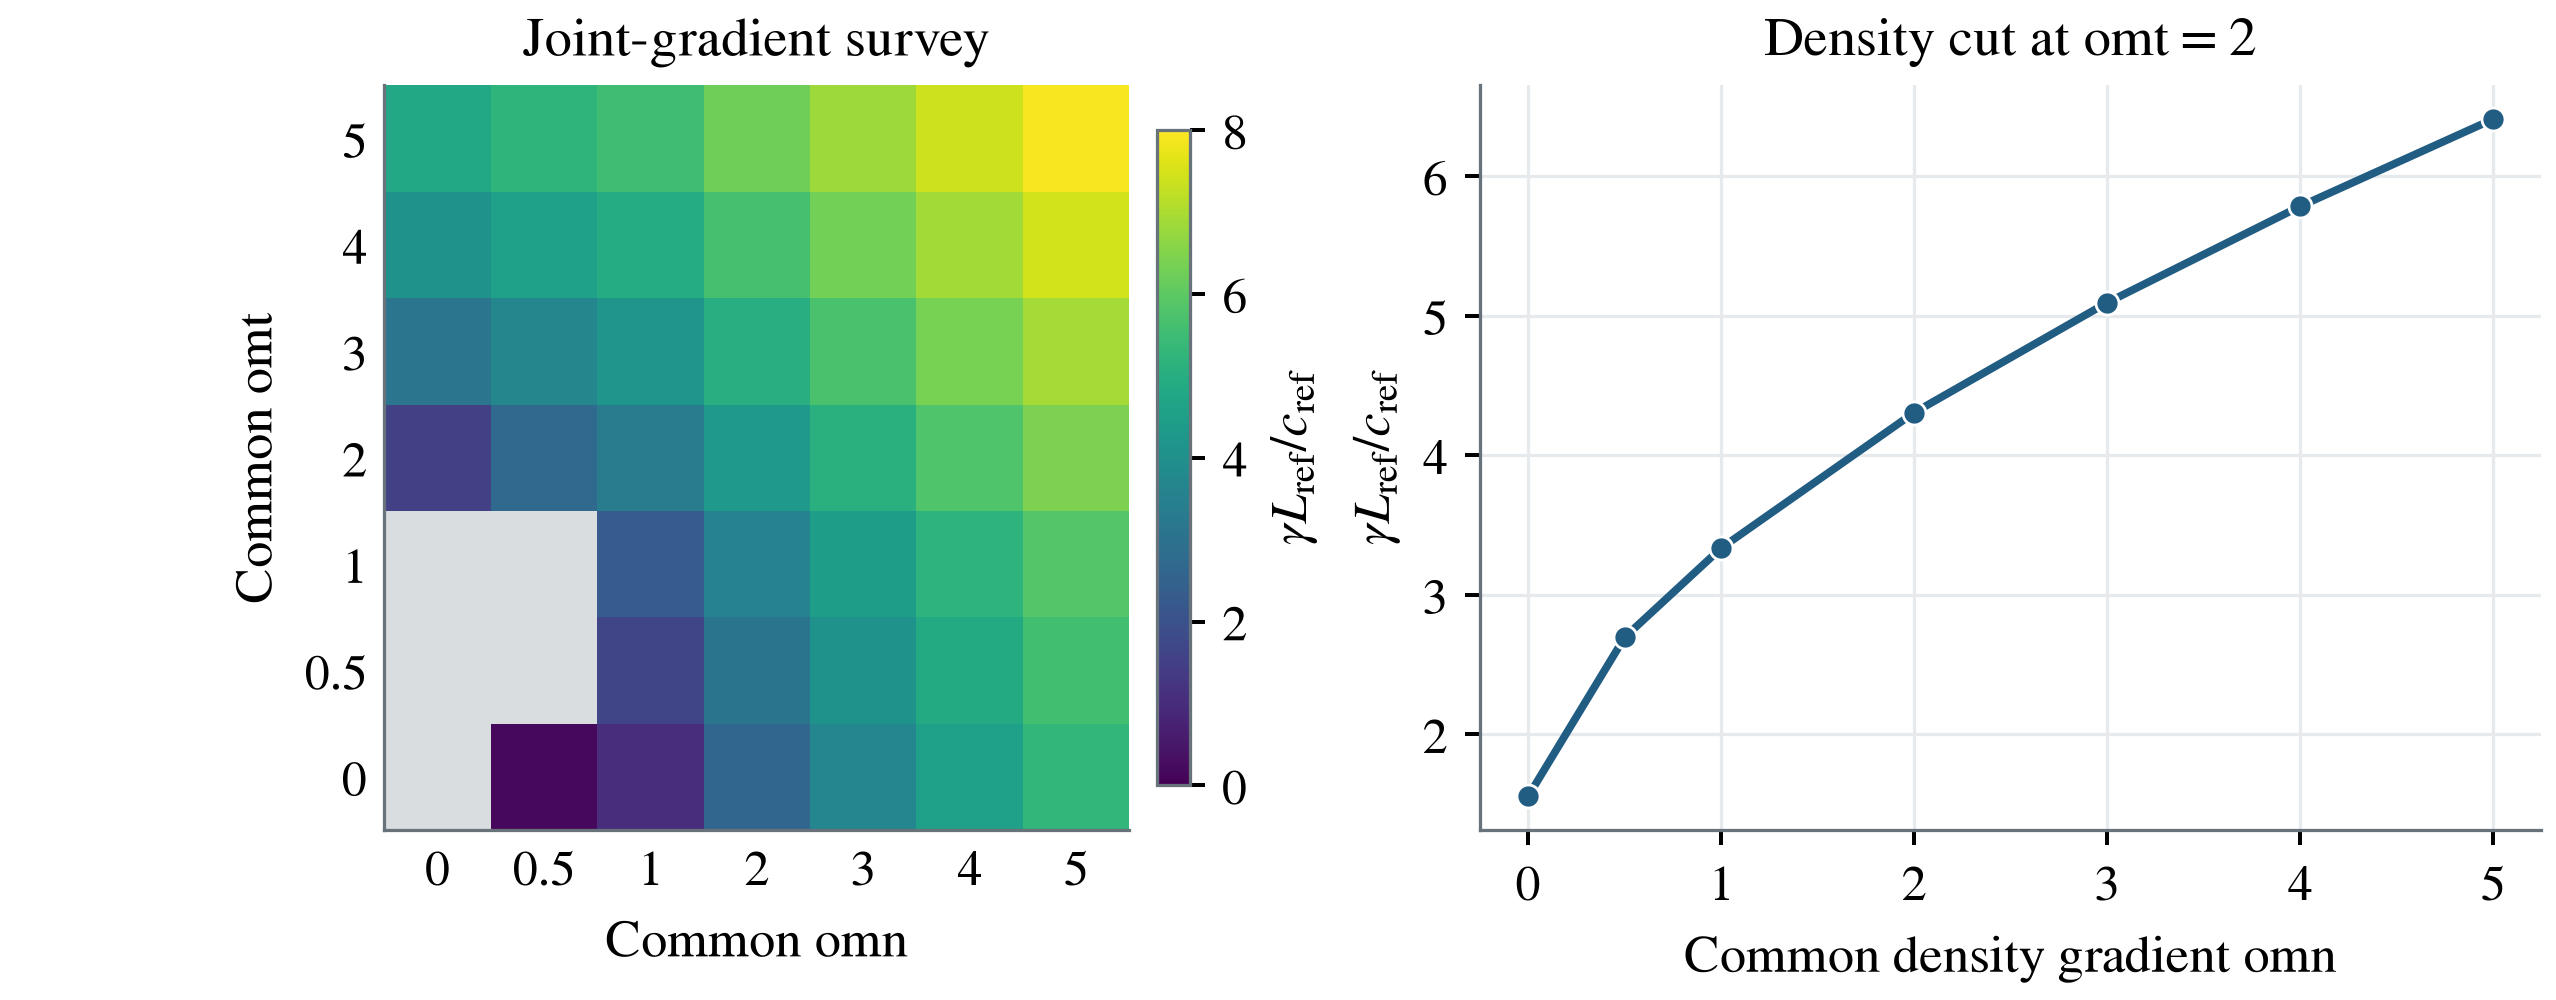 Joint-gradient survey
Common omt
5
4
3
2
1
0.5
0
0 0.5 1 2 3 4 5
Common omn
8
6
4
2
0
γL_ref/c_ref
Density cut at omt = 2
γL_ref/c_ref
6
5
4
3
2
0 1 2 3 4 5
Common density gradient omn